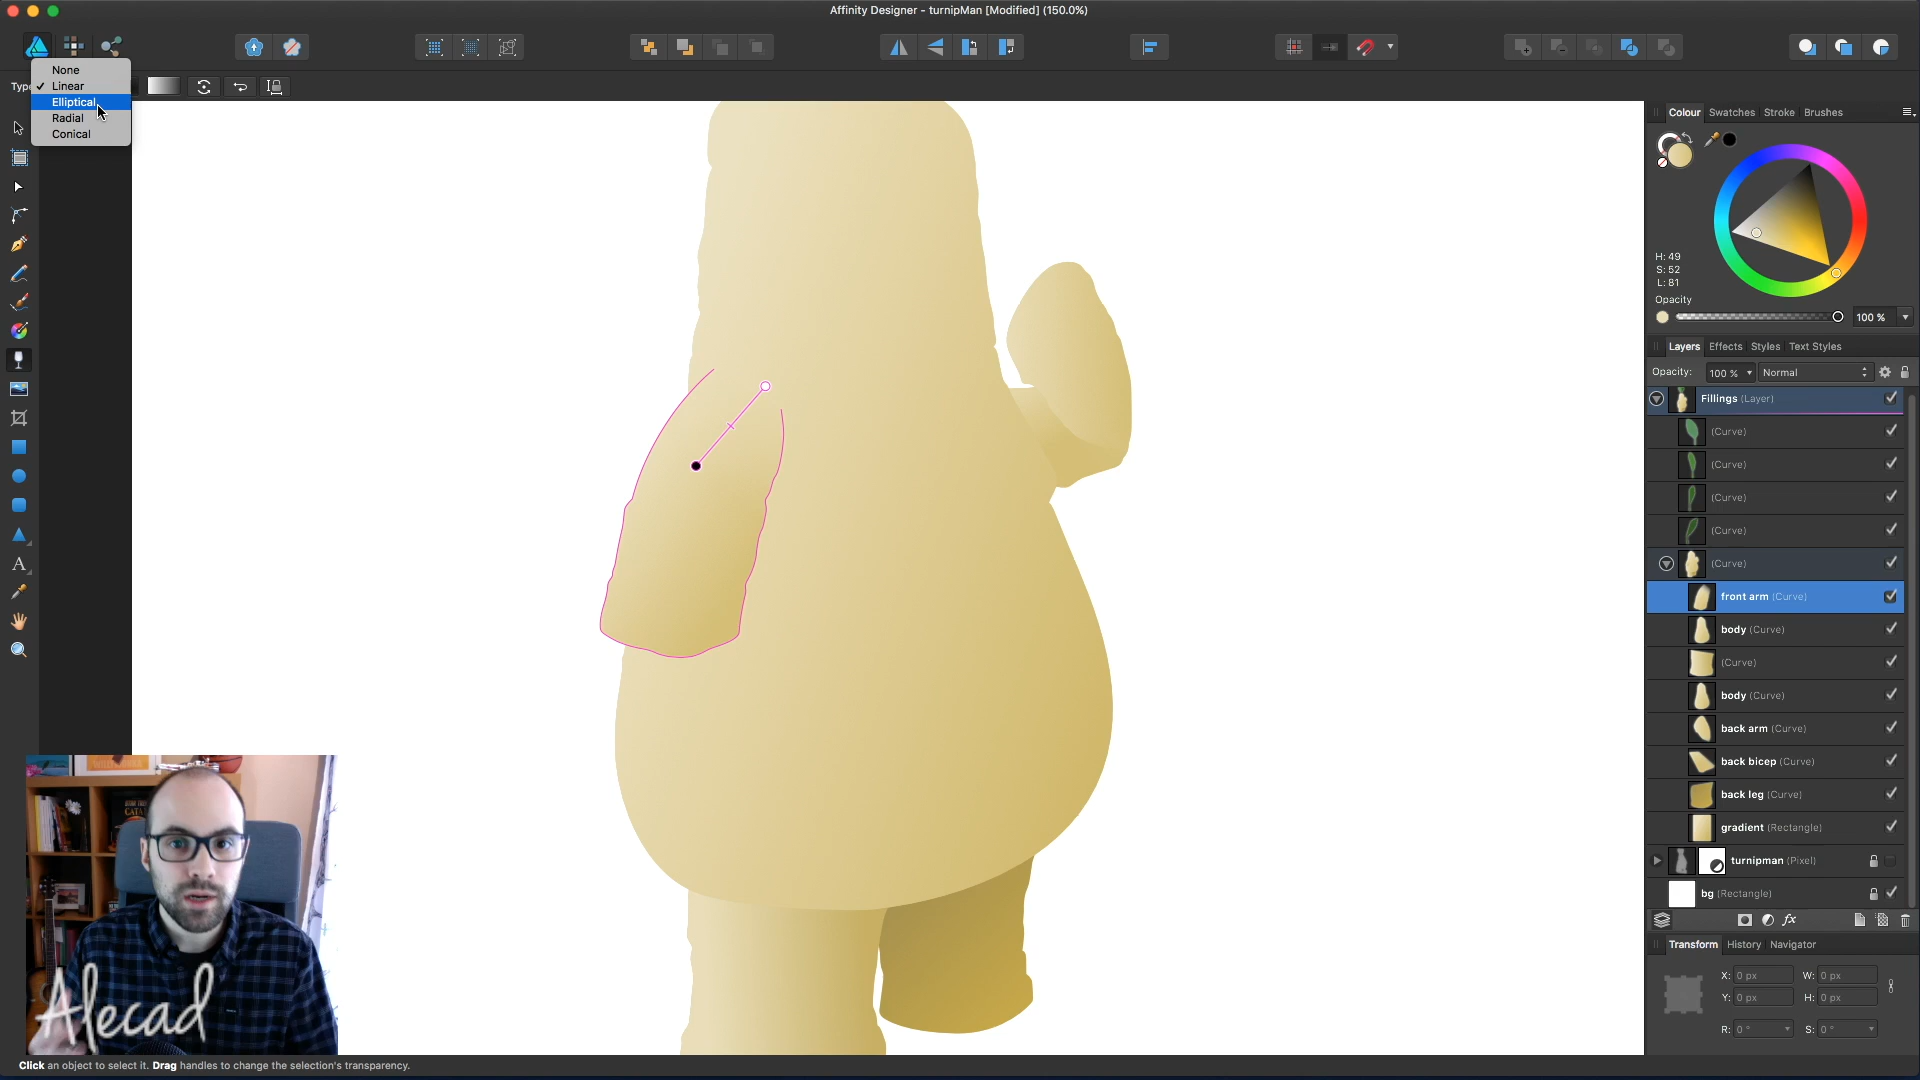 Affinity Designer - turnipMan [Modified] (150.0%)
Type
None
Linear
Elliptical
Radial
Conical
Colour Swatches Stroke Brushes
H: 49
S: 52
L: 81
Opacity
100 %
Layers Effects Styles Text Styles
Opacity: 100 % Normal
Fillings (Layer)
(Curve)
(Curve)
(Curve)
(Curve)
(Curve)
front arm (Curve)
body (Curve)
(Curve)
body (Curve)
back arm (Curve)
back bicep (Curve)
back leg (Curve)
gradient (Rectangle)
turnipman (Pixel)
bg (Rectangle)
fx
Transform History Navigator
X: 0 px W: 0 px
Y: 0 px H: 0 px
R: 0 ° S: 0 °
A
CATA
Alecad
Click an object to select it. Drag handles to change the selection's transparency.